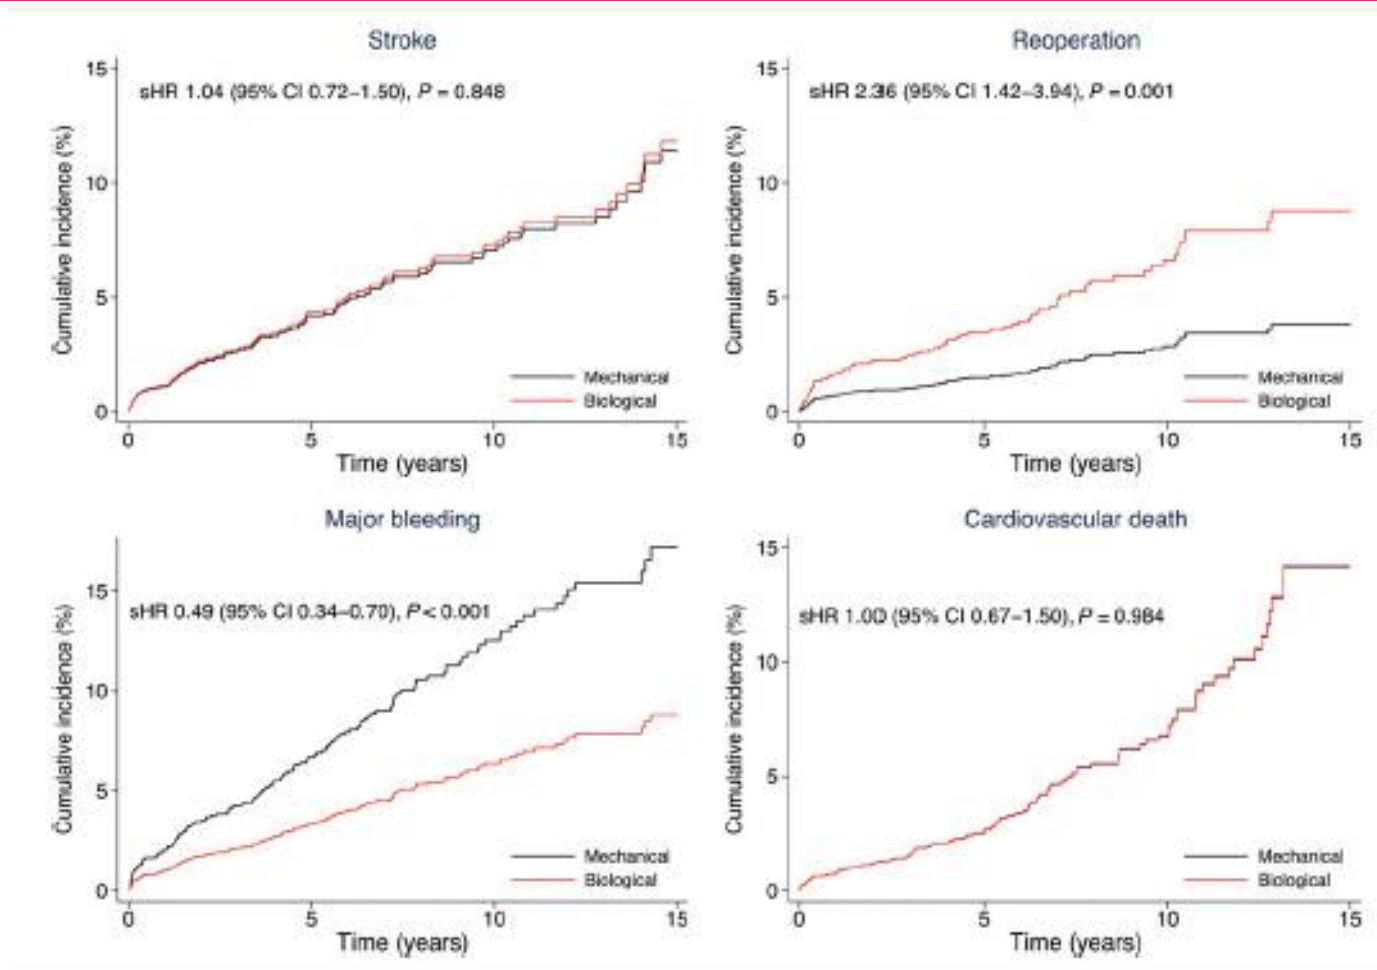 Stroke
15
sHR 1.04 (95% CI 0.72–1.50), P = 0.848
10
5
0
Cumulative incidence (%)
Mechanical
Biological
0 5 10 15
Time (years)
Reoperation
15
sHR 2.36 (95% CI 1.42–3.94), P = 0.001
10
5
0
Cumulative incidence (%)
Mechanical
Biological
0 5 10 15
Time (years)
Major bleeding
15
sHR 0.49 (95% CI 0.34–0.70), P < 0.001
10
5
0
Cumulative incidence (%)
Mechanical
Biological
0 5 10 15
Time (years)
Cardiovascular death
15
sHR 1.00 (95% CI 0.67–1.50), P = 0.984
10
5
0
Cumulative incidence (%)
Mechanical
Biological
0 5 10 15
Time (years)